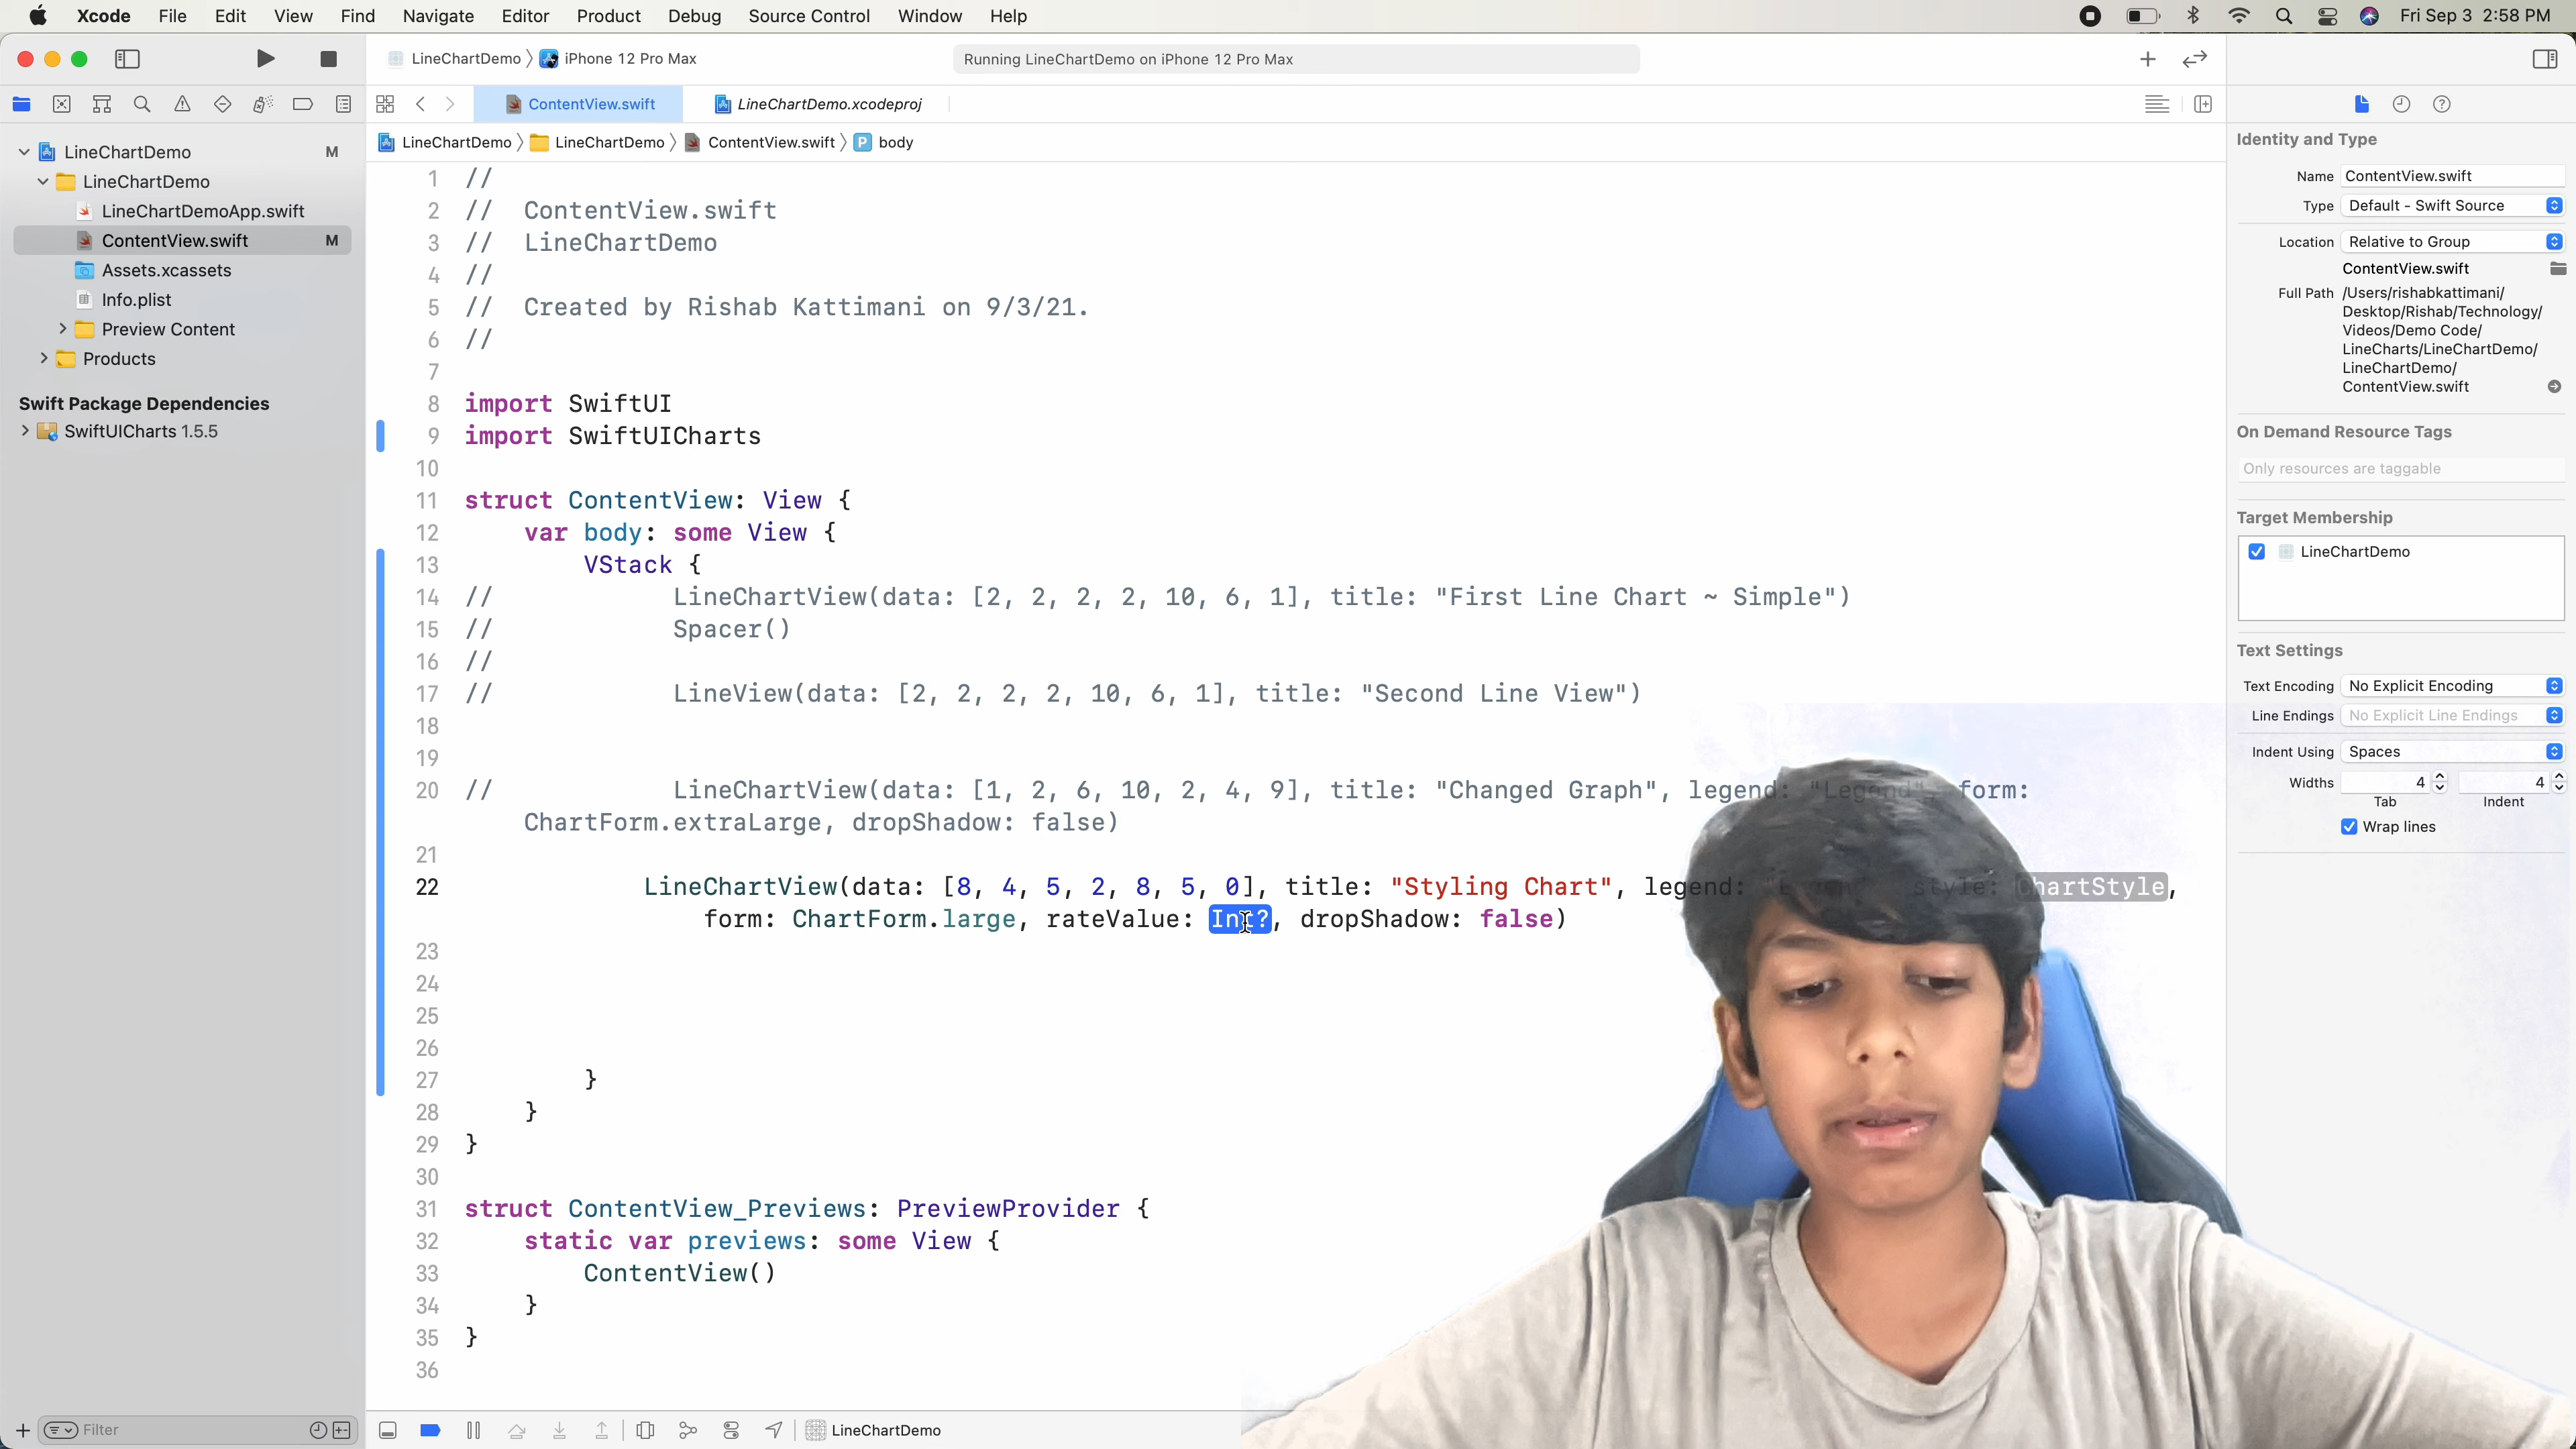 Xcode File Edit View Find Navigate Editor Product Debug Source Control Window Help Fri Sep 3 2:58 PM
LineChartDemo iPhone 12 Pro Max Running LineChartDemo on iPhone 12 Pro Max
ContentView.swift LineChartDemo.xcodeproj
LineChartDemo LineChartDemo ContentView.swift P body
LineChartDemo M
LineChartDemo
LineChartDemoApp.swift
ContentView.swift M
Assets.xcassets
Info.plist
Preview Content
Products
Swift Package Dependencies
SwiftUICharts 1.5.5
Filter
1 //
2 // ContentView.swift
3 // LineChartDemo
4 //
5 // Created by Rishab Kattimani on 9/3/21.
6 //
7
8 import SwiftUI
9 import SwiftUICharts
10
11 struct ContentView: View {
12 var body: some View {
13 VStack {
14 // LineChartView(data: [2, 2, 2, 2, 10, 6, 1], title: "First Line Chart ~ Simple")
15 // Spacer()
16 //
17 // LineView(data: [2, 2, 2, 2, 10, 6, 1], title: "Second Line View")
18
19
20 // LineChartView(data: [1, 2, 6, 10, 2, 4, 9], title: "Changed Graph", legend: "Legend", form:
ChartForm.extraLarge, dropShadow: false)
21
22 LineChartView(data: [8, 4, 5, 2, 8, 5, 0], title: "Styling Chart", legend: style: ChartStyle,
form: ChartForm.large, rateValue: Int?, dropShadow: false)
23
24
25
26
27 }
28 }
29 }
30
31 struct ContentView_Previews: PreviewProvider {
32 static var previews: some View {
33 ContentView()
34 }
35 }
36
LineChartDemo
Identity and Type
Name ContentView.swift
Type Default - Swift Source
Location Relative to Group
ContentView.swift
Full Path /Users/rishabkattimani/
Desktop/Rishab/Technology/
Videos/Demo Code/
LineCharts/LineChartDemo/
LineChartDemo/
ContentView.swift
On Demand Resource Tags
Only resources are taggable
Target Membership
LineChartDemo
Text Settings
Text Encoding No Explicit Encoding
Line Endings No Explicit Line Endings
Indent Using Spaces
Widths 4 4
Tab Indent
Wrap lines